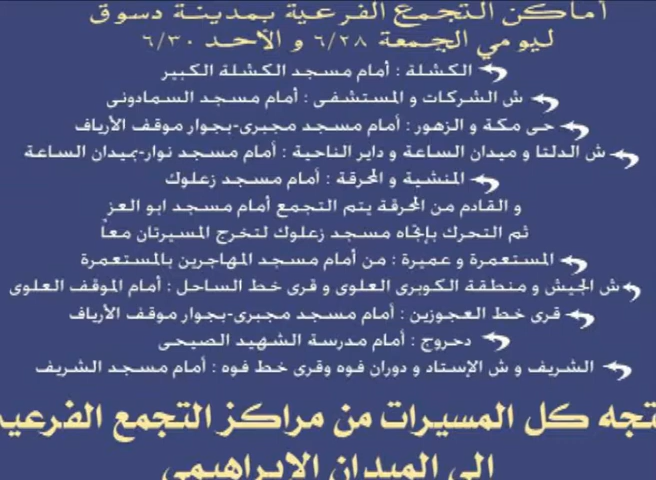 أماكن التجمع الفرعية بمدينة دسوق
ليومي الجمعة ٦/٢٨ و الأحد ٦/٣٠
الكشلة : أمام مسجد الكشلة الكبير
ش الشركات و المستشفى : أمام مسجد السمادونى
حى مكة و الزهور : أمام مسجد مجبرى-بجوار موقف الأرياف
ش الدلتا و ميدان الساعة و داير الناحية : أمام مسجد نوار-بميدان الساعة
المنشية و المحرقة : أمام مسجد زعلوك
و القادم من المحرقة يتم التجمع أمام مسجد ابو العز
ثم التحرك بإتجاه مسجد زعلوك لتخرج المسيرتان معاً
المستعمرة و عميرة : من أمام مسجد المهاجرين بالمستعمرة
ش الجيش و منطقة الكوبرى العلوى و قرى خط الساحل : أمام الموقف العلوى
قرى خط العجوزين : أمام مسجد مجبرى-بجوار موقف الأرياف
دحروج : أمام مدرسة الشهيد الصيحى
الشريف و ش الإستاد و دوران فوه وقرى خط فوه : أمام مسجد الشريف
تجه كل المسيرات من مراكز التجمع الفرعية
الى الميدان الإبراهيمى